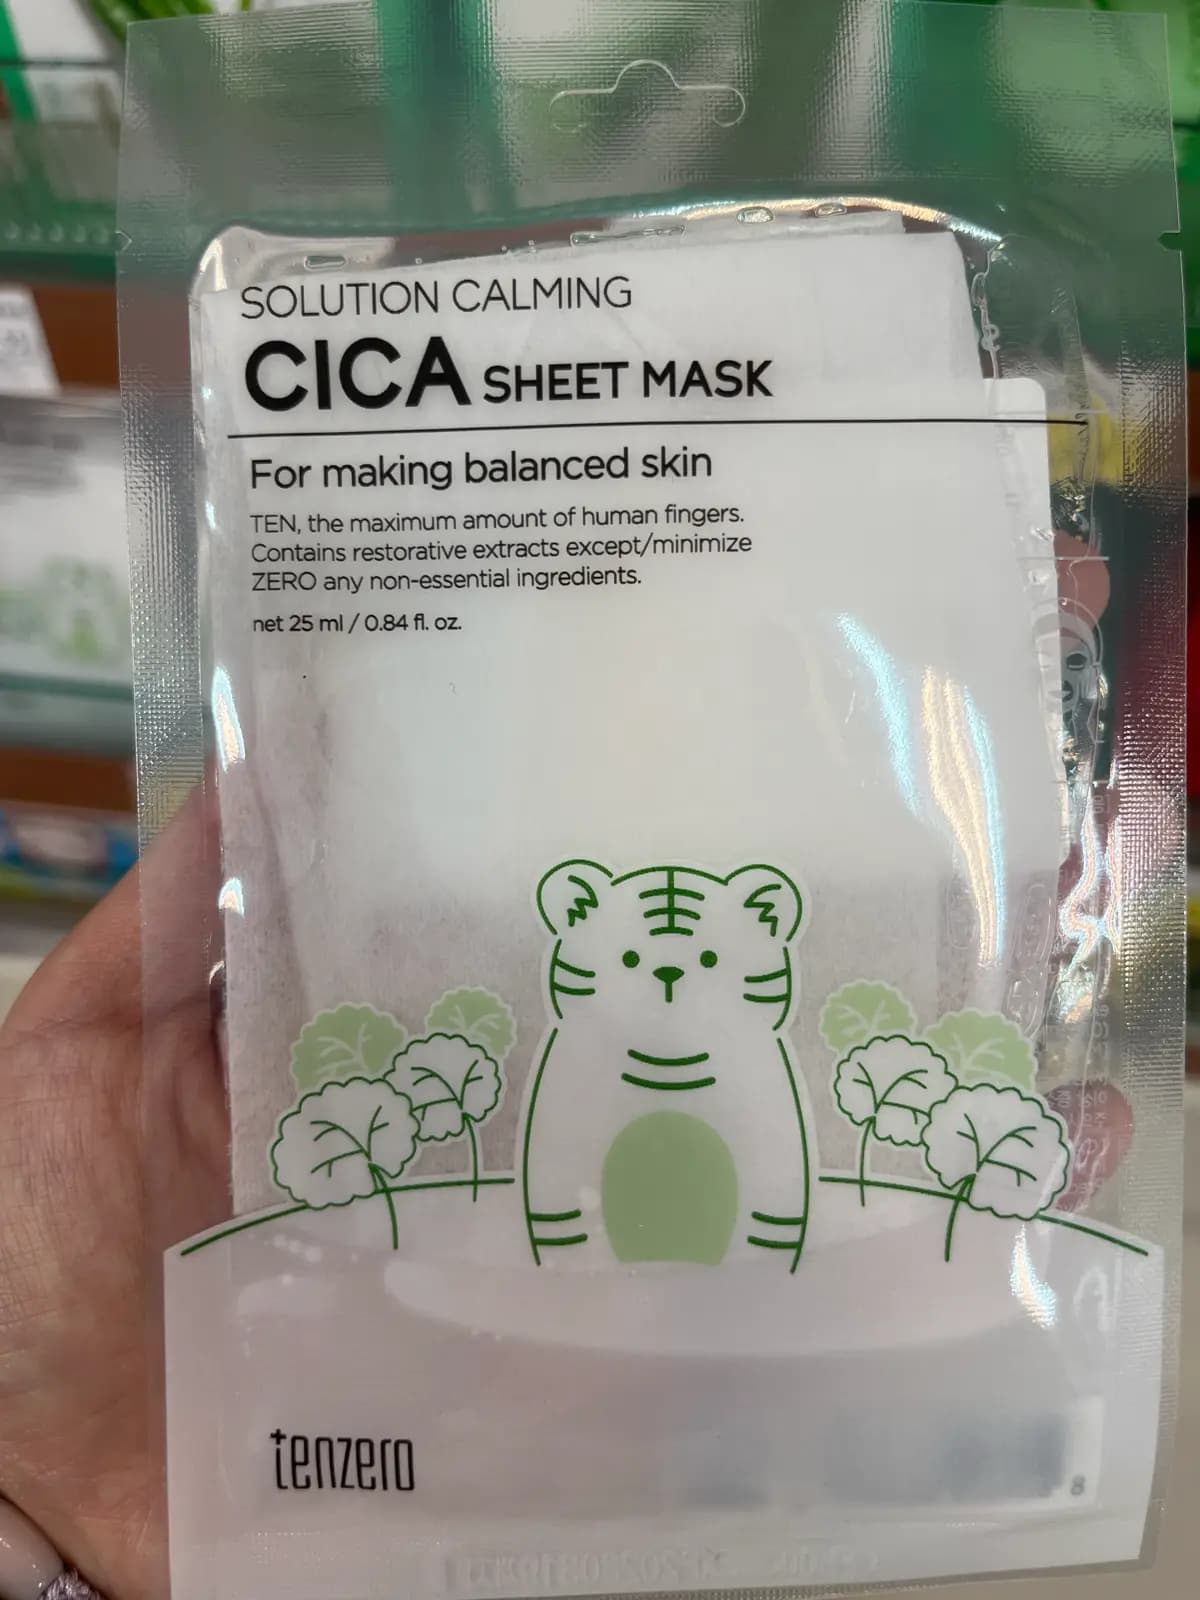 SOLUTION CALMING
CICA SHEET MASK
For making balanced skin
TEN, the maximum amount of human fingers.
Contains restorative extracts except/minimize
ZERO any non-essential ingredients.
net 25 ml / 0.84 fl. oz.
tenzero